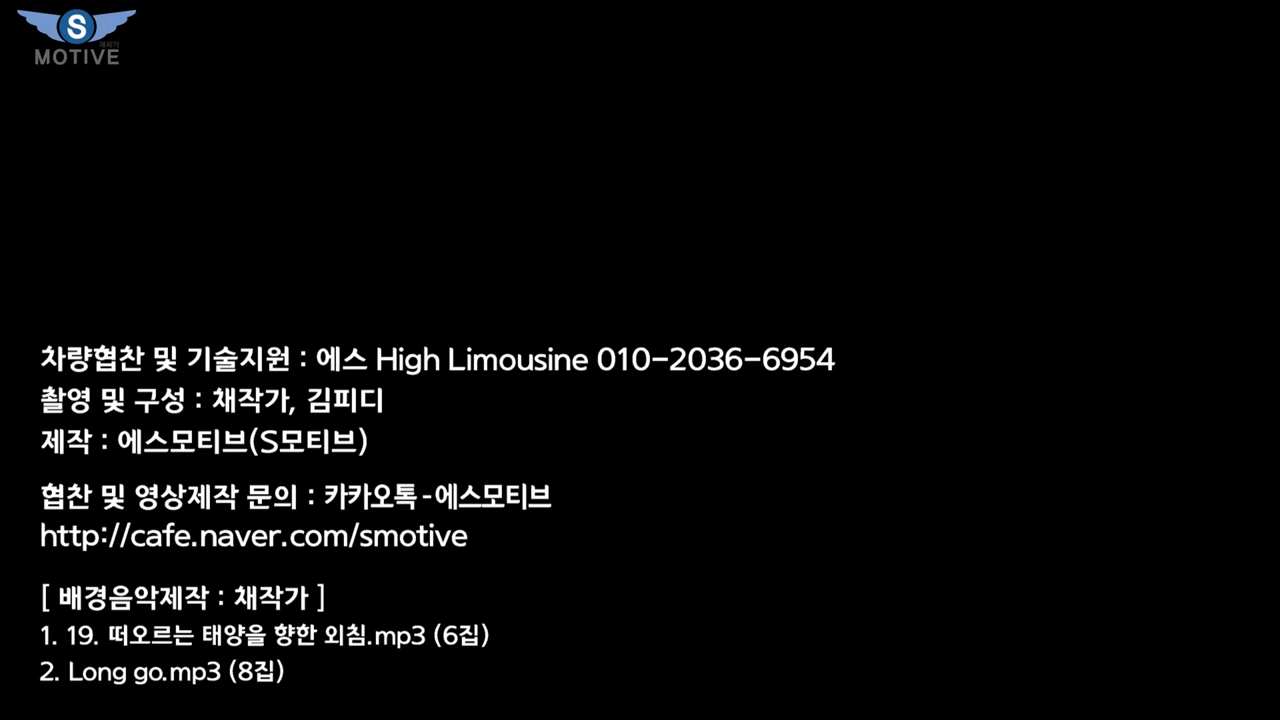 S
채작가
MOTIVE
차량협찬 및 기술지원 : 에스 High Limousine 010-2036-6954
촬영 및 구성 : 채작가, 김피디
제작 : 에스모티브(S모티브)
협찬 및 영상제작 문의 : 카카오톡-에스모티브
http://cafe.naver.com/smotive
[ 배경음악제작 : 채작가 ]
1. 19. 떠오르는 태양을 향한 외침.mp3 (6집)
2. Long go.mp3 (8집)